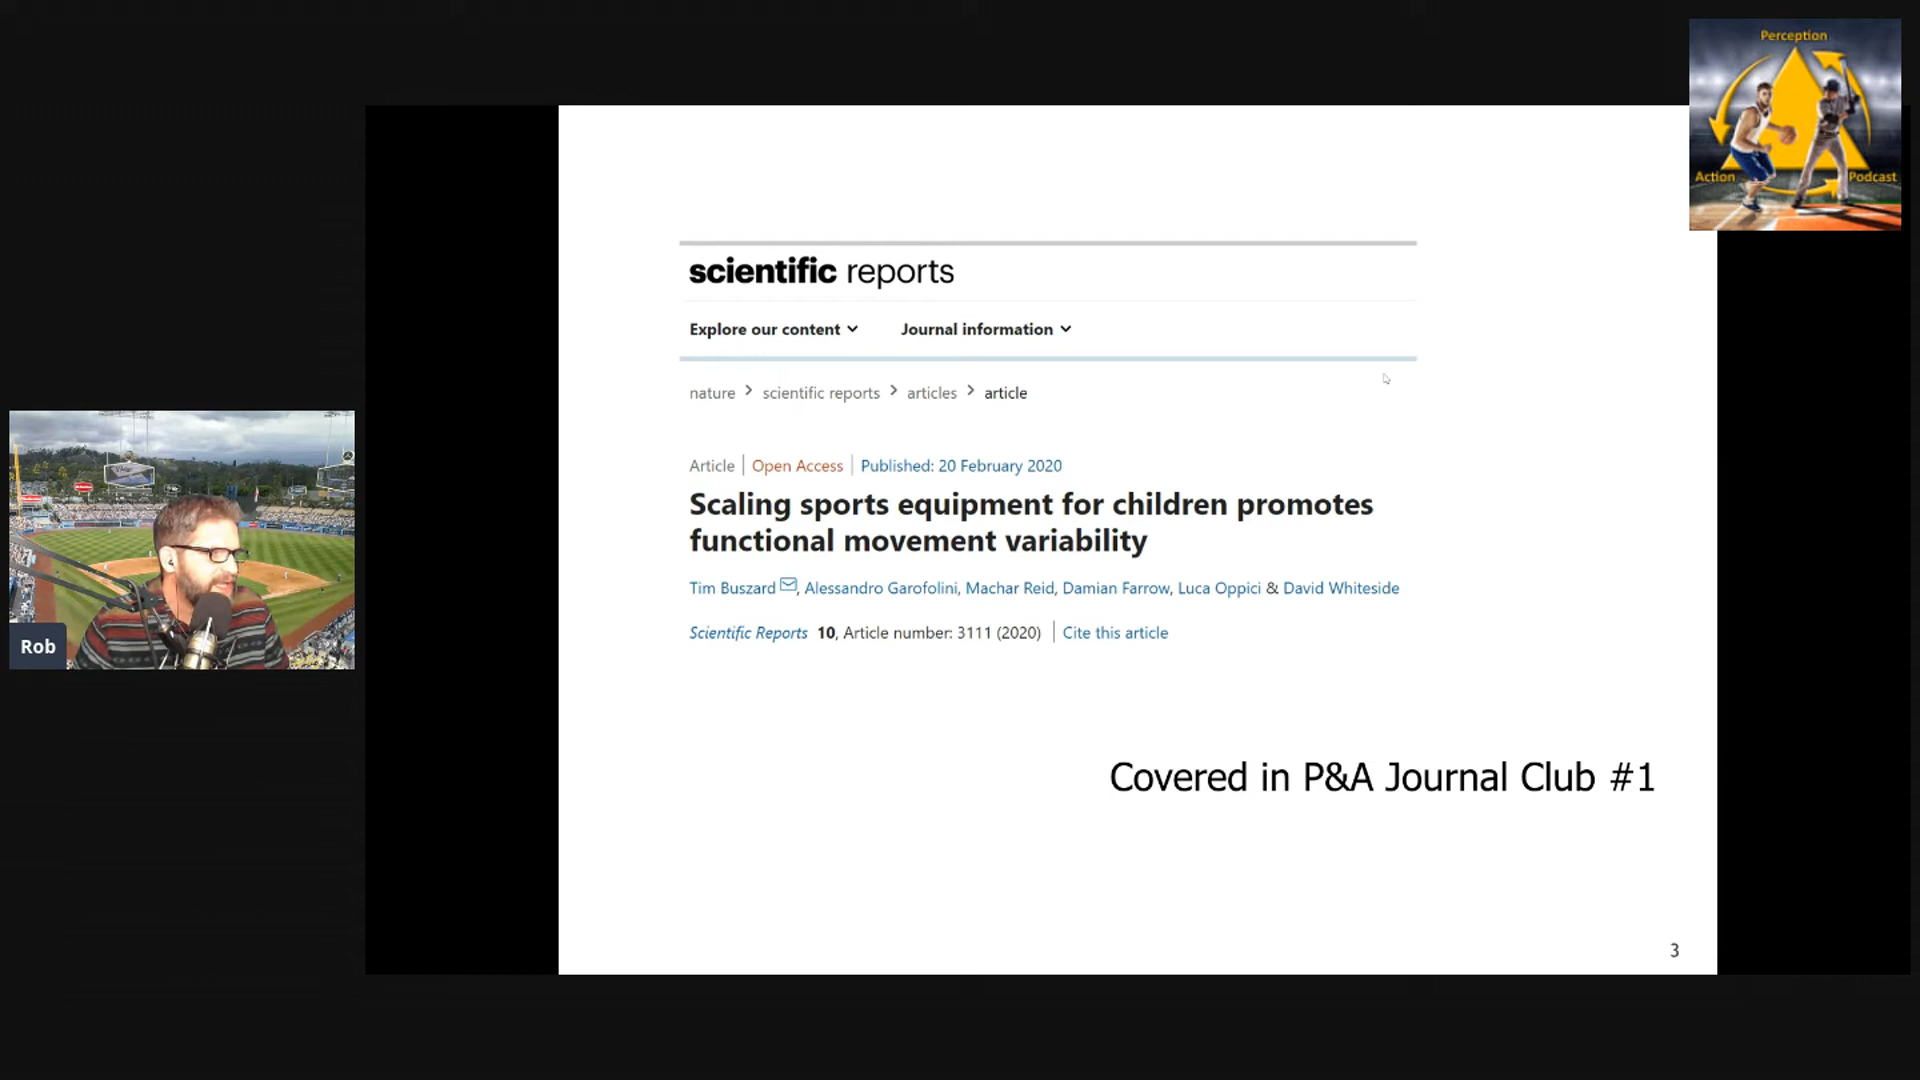 Perception
Action
Podcast
scientific reports
Explore our content
Journal information
nature > scientific reports > articles > article
Article | Open Access | Published: 20 February 2020
Scaling sports equipment for children promotes
functional movement variability
Tim Buszard, Alessandro Garofolini, Machar Reid, Damian Farrow, Luca Oppici & David Whiteside
Scientific Reports 10, Article number: 3111 (2020) | Cite this article
Rob
Covered in P&A Journal Club #1
3